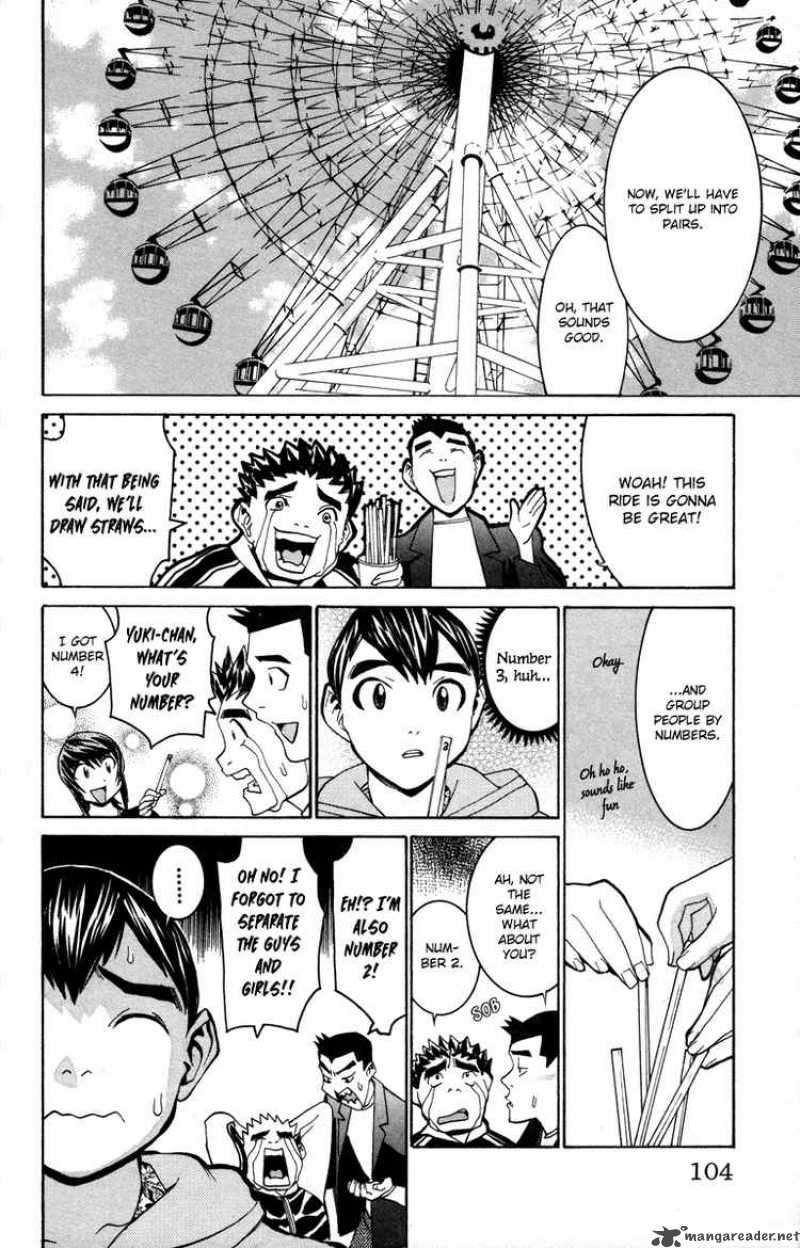 NOW, WE'LL HAVE
TO SPLIT UP INTO
PAIRS.
OH, THAT
SOUNDS
GOOD.
WOAH! THIS
RIDE IS GONNA
BE GREAT!
WITH THAT BEING
SAID, WE'LL
DRAW STRAWS...
...AND
GROUP
PEOPLE BY
NUMBERS.
Okay.
Oh ho ho,
sounds like
fun
Number
3, huh...
YUKI-CHAN,
WHAT'S
YOUR
NUMBER?
I GOT
NUMBER
4!
AH, NOT
THE
SAME...
WHAT
ABOUT
YOU?
NUM-
BER 2.
SOB
EH!? I'M
ALSO
NUMBER
2!
OH NO! I
FORGOT TO
SEPARATE
THE GUYS
AND
GIRLS!!
......
104
mangareader.net